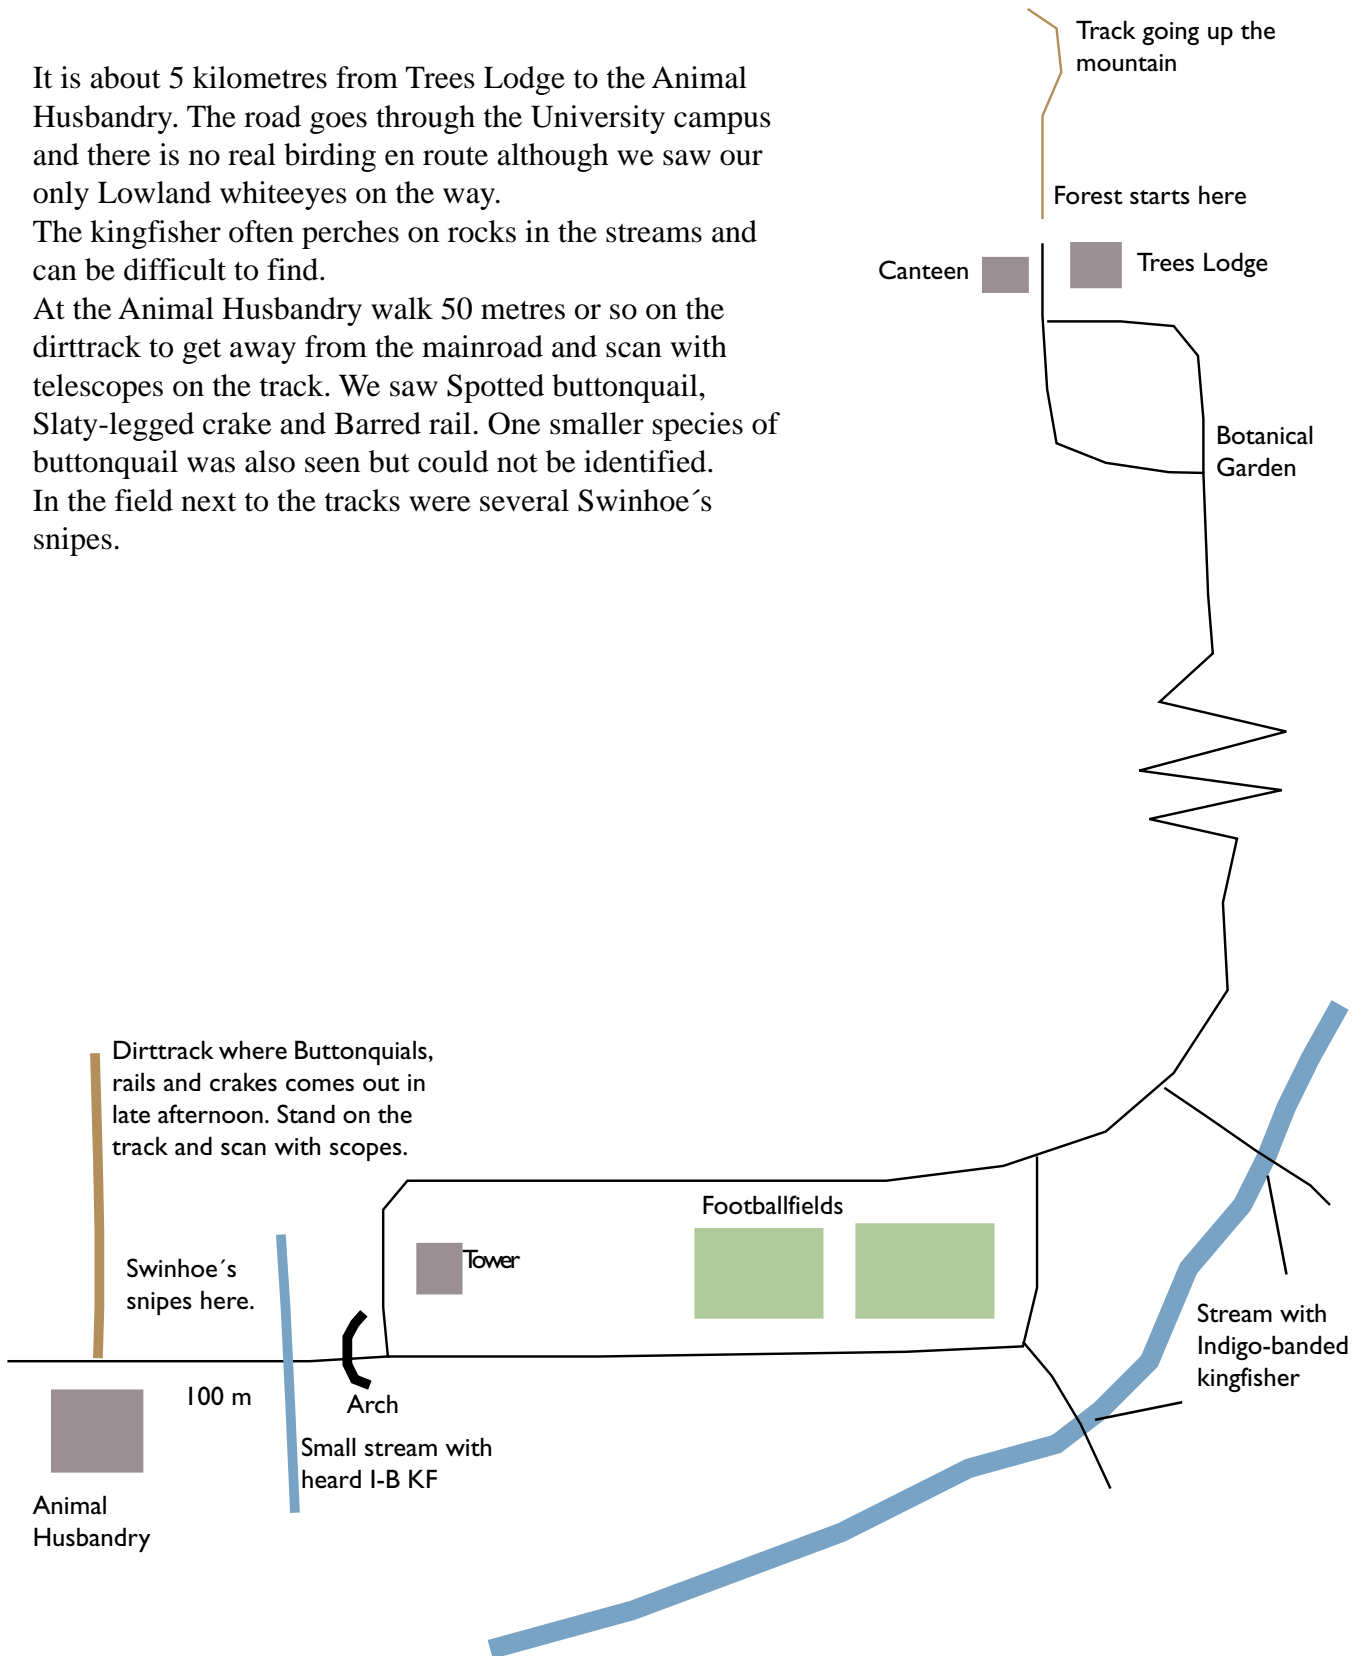 Track going up the
mountain
It is about 5 kilometres from Trees Lodge to the Animal
Husbandry. The road goes through the University campus
and there is no real birding en route although we saw our
only Lowland whiteeyes on the way.
The kingfisher often perches on rocks in the streams and
can be difficult to find.
At the Animal Husbandry walk 50 metres or so on the
dirttrack to get away from the mainroad and scan with
telescopes on the track. We saw Spotted buttonquail,
Slaty-legged crake and Barred rail. One smaller species of
buttonquail was also seen but could not be identified.
In the field next to the tracks were several Swinhoe´s
snipes.
Forest starts here
Canteen
Trees Lodge
Botanical
Garden
Dirttrack where Buttonquials,
rails and crakes comes out in
late afternoon. Stand on the
track and scan with scopes.
Footballfields
Tower
Swinhoe´s
snipes here.
Stream with
Indigo-banded
kingfisher
100 m
Arch
Small stream with
heard I-B KF
Animal
Husbandry